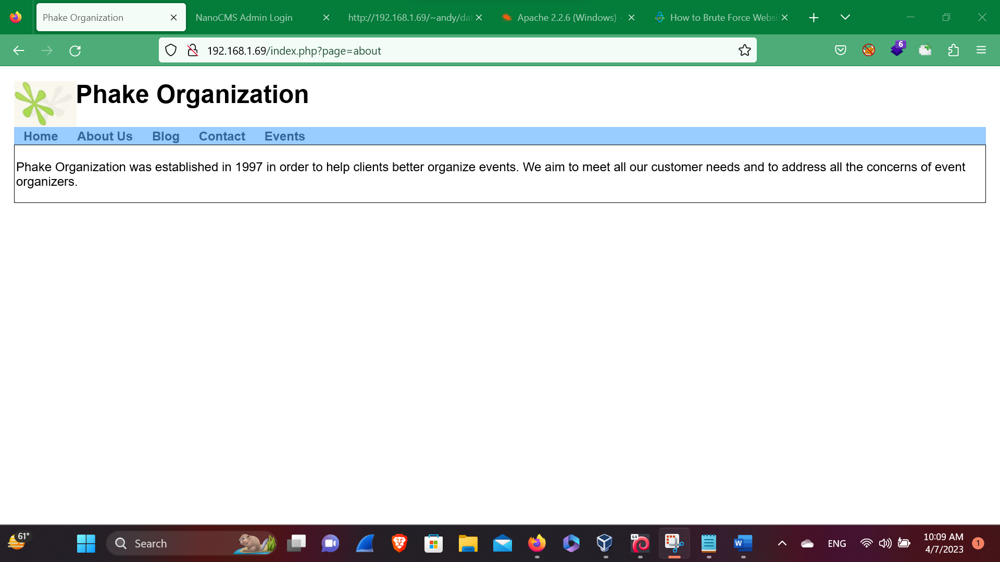 Phake Organization
NanoCMS Admin Login
http://192.168.1.69/~andy/dat
Apache 2.2.6 (Windows) -
How to Brute Force Websi
192.168.1.69/index.php?page=about
6
Phake Organization
Home About Us Blog Contact Events
Phake Organization was established in 1997 in order to help clients better organize events. We aim to meet all our customer needs and to address all the concerns of event
organizers.
61°
Search
64
W
ENG
10:09 AM
4/7/2023
1